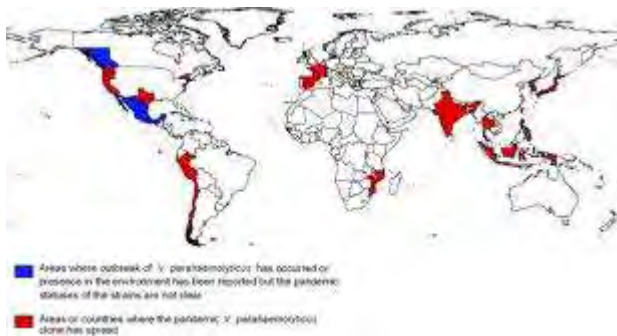 Areas where outbreak of V. parahaemolyticus has occurred or
presence in the environment has been reported but the pandemic
statuses of the strains are not clear
Areas or countries where the pandemic V. parahaemolyticus
clone has spread